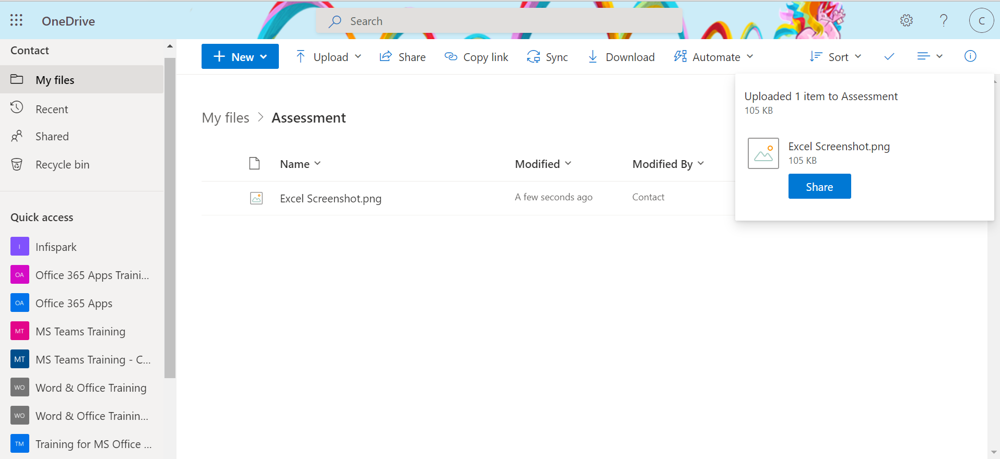 OneDrive
Search
C
Contact
My files
Recent
Shared
Recycle bin
Quick access
I Infispark
OA Office 365 Apps Traini...
OA Office 365 Apps
MT MS Teams Training
MT MS Teams Training - C...
WO Word & Office Training
WO Word & Office Trainin...
TM Training for MS Office ...
New Upload Share Copy link Sync Download Automate Sort
My files > Assessment
Name Modified Modified By
Excel Screenshot.png A few seconds ago Contact
Uploaded 1 item to Assessment
105 KB
Excel Screenshot.png
105 KB
Share